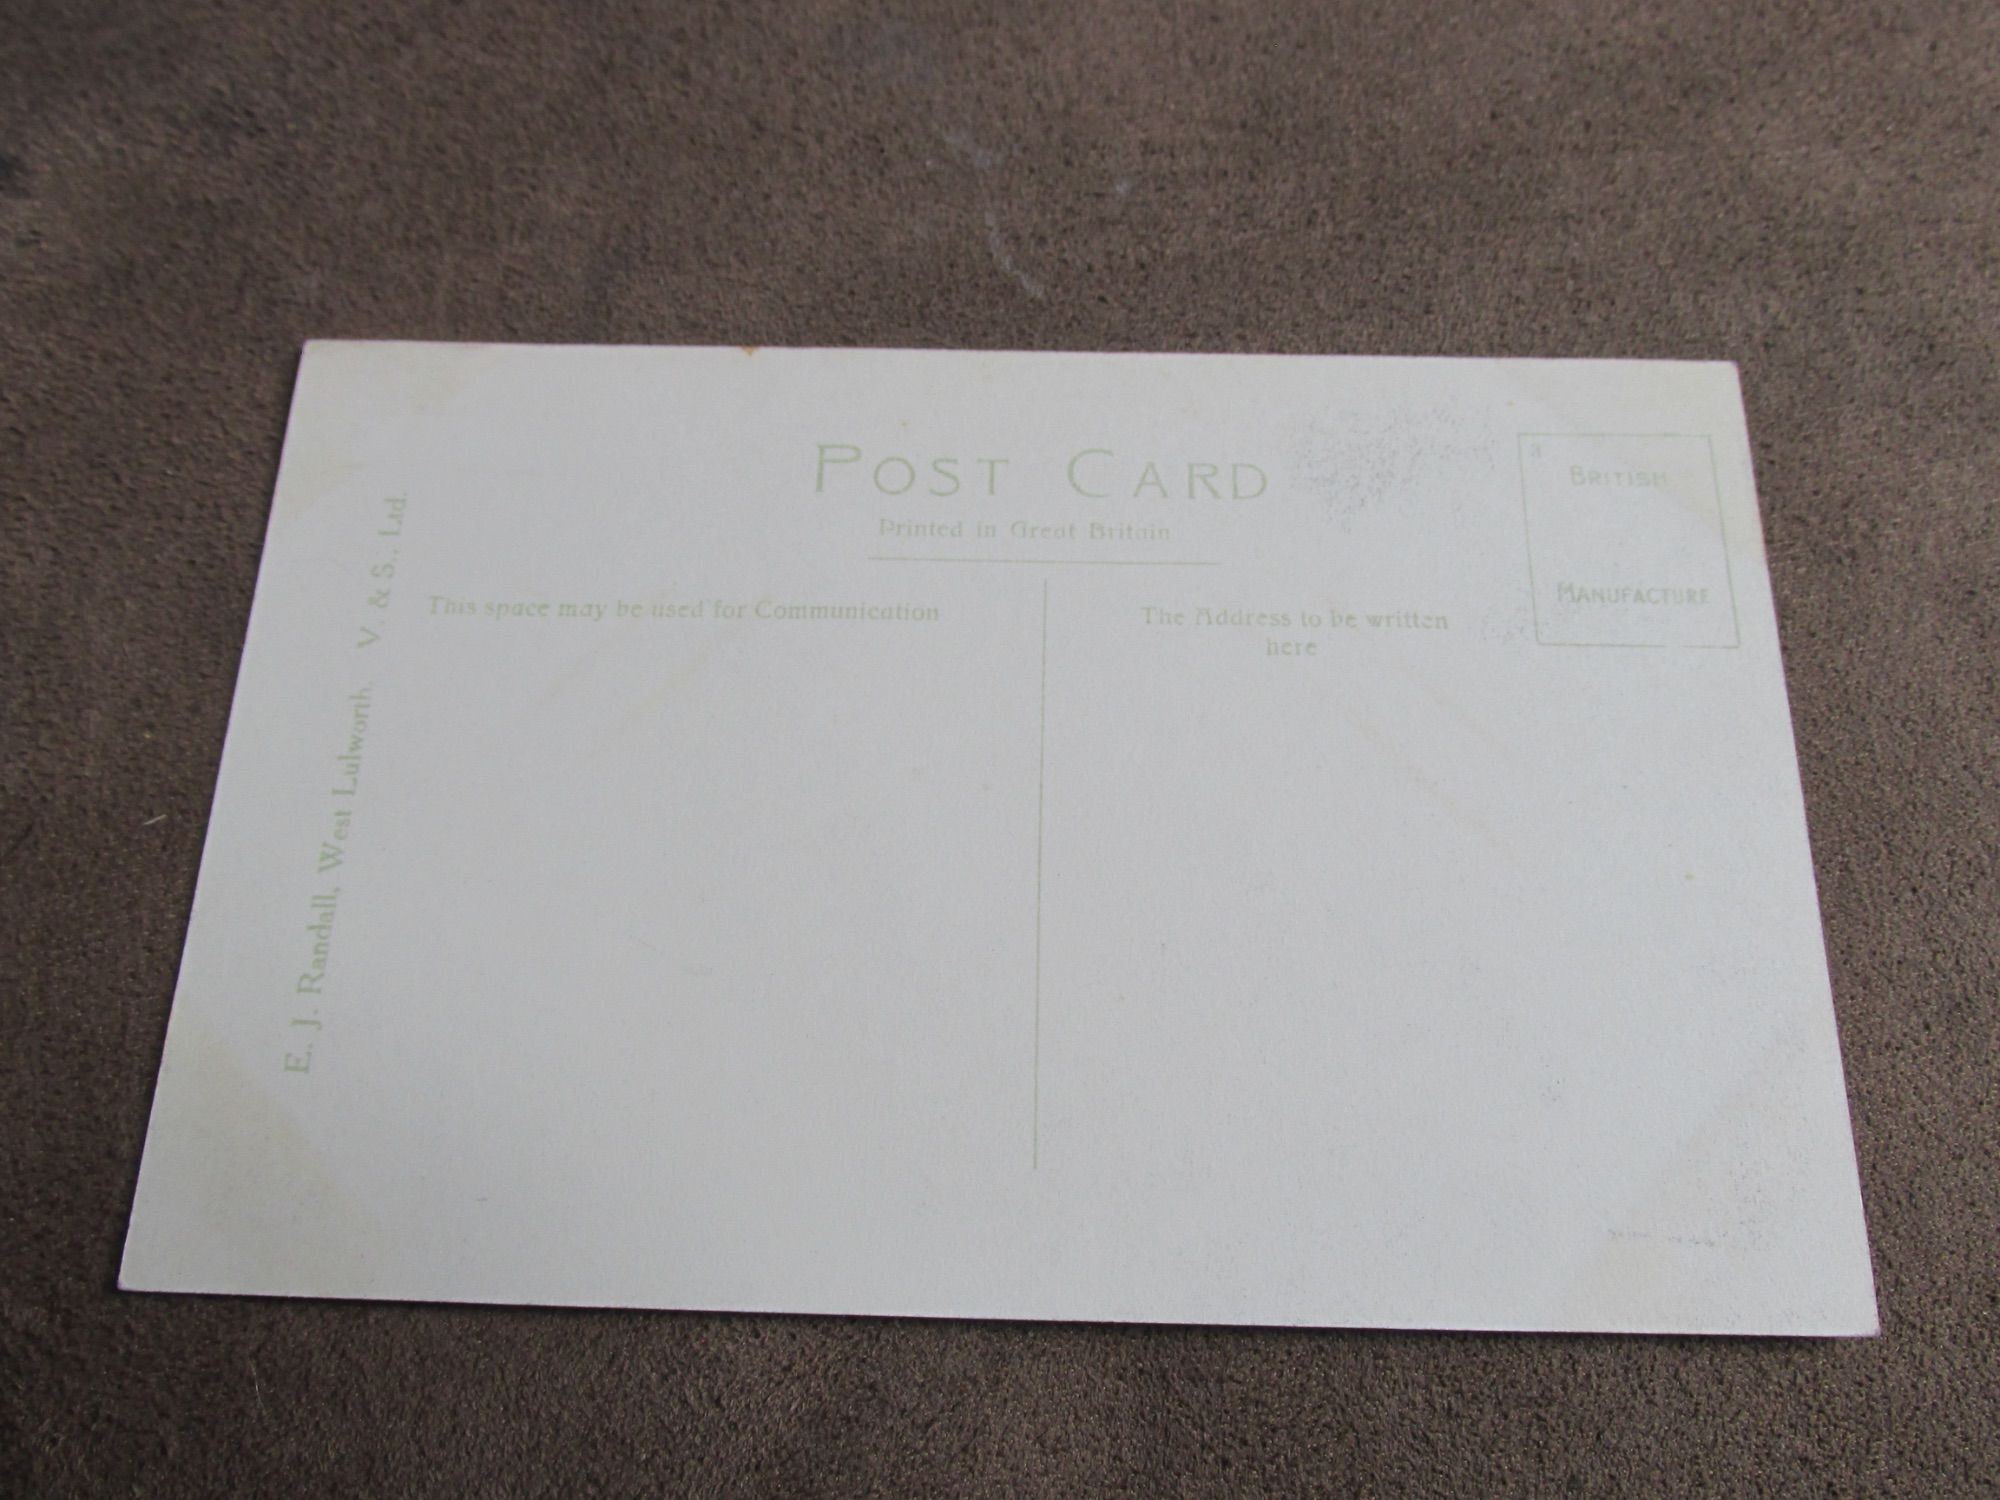 POST CARD
Printed in Great Britain
This space may be used for Communication
The Address to be written
here
BRITISH
MANUFACTURE
E. J. Randall, West Lulworth. V. & S., Ltd.